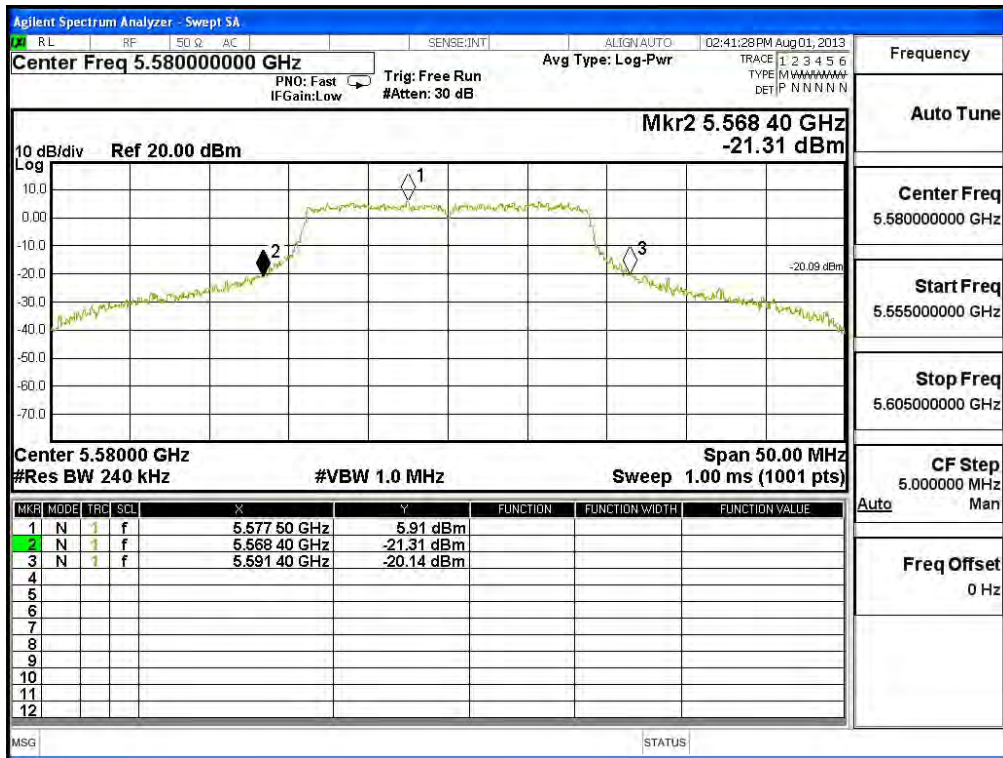 Agilent Spectrum Analyzer - Swept SA
RL RF 50 Ω AC SENSE:INT ALIGNAUTO 02:41:28 PM Aug 01, 2013
Center Freq 5.580000000 GHz
PNO: Fast
IFGain:Low
Trig: Free Run
#Atten: 30 dB
Avg Type: Log-Pwr
TRACE 1 2 3 4 5 6
TYPE
DET P N N N N N
Mkr2 5.568 40 GHz
-21.31 dBm
10 dB/div Ref 20.00 dBm
Log
10.0
0.00
-10.0
-20.0
-30.0
-40.0
-50.0
-60.0
-70.0
1
2
3
-20.09 dBm
Center 5.58000 GHz Span 50.00 MHz
#Res BW 240 kHz #VBW 1.0 MHz Sweep 1.00 ms (1001 pts)
MKR MODE TRC SCL X Y FUNCTION FUNCTION WIDTH FUNCTION VALUE
1 N 1 f 5.577 50 GHz 5.91 dBm
2 N 1 f 5.568 40 GHz -21.31 dBm
3 N 1 f 5.591 40 GHz -20.14 dBm
4
5
6
7
8
9
10
11
12
MSG STATUS
Frequency
Auto Tune
Center Freq
5.580000000 GHz
Start Freq
5.555000000 GHz
Stop Freq
5.605000000 GHz
CF Step
5.000000 MHz
Auto Man
Freq Offset
0 Hz